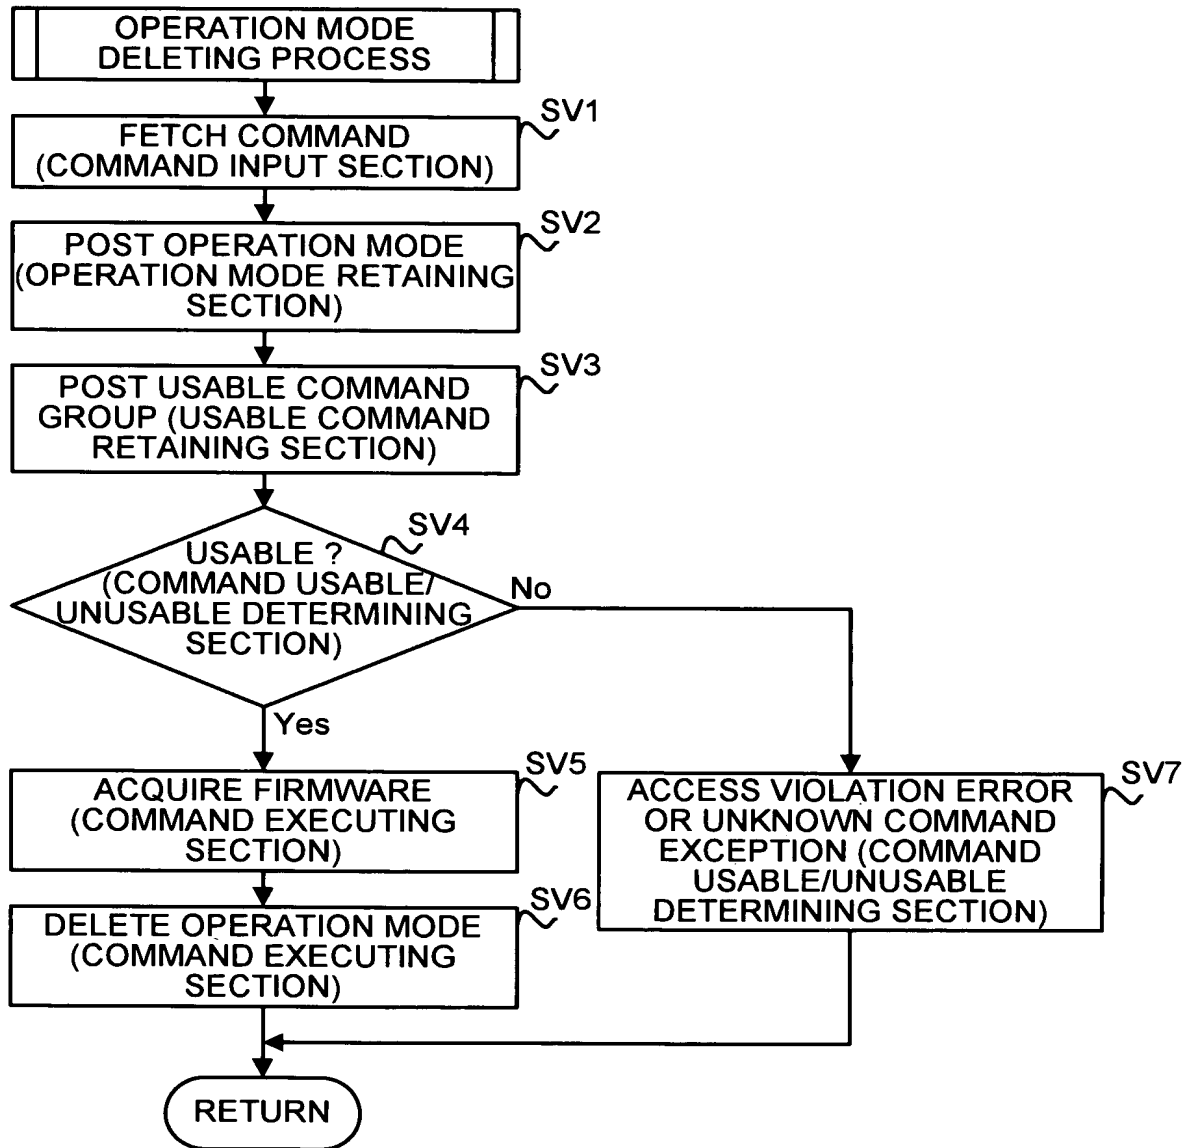 OPERATION MODE
DELETING PROCESS
SV1
FETCH COMMAND
(COMMAND INPUT SECTION)
SV2
POST OPERATION MODE
(OPERATION MODE RETAINING
SECTION)
SV3
POST USABLE COMMAND
GROUP (USABLE COMMAND
RETAINING SECTION)
SV4
USABLE ?
(COMMAND USABLE/
UNUSABLE DETERMINING
SECTION)
No
Yes
SV5
ACQUIRE FIRMWARE
(COMMAND EXECUTING
SECTION)
SV7
ACCESS VIOLATION ERROR
OR UNKNOWN COMMAND
EXCEPTION (COMMAND
USABLE/UNUSABLE
DETERMINING SECTION)
SV6
DELETE OPERATION MODE
(COMMAND EXECUTING
SECTION)
RETURN